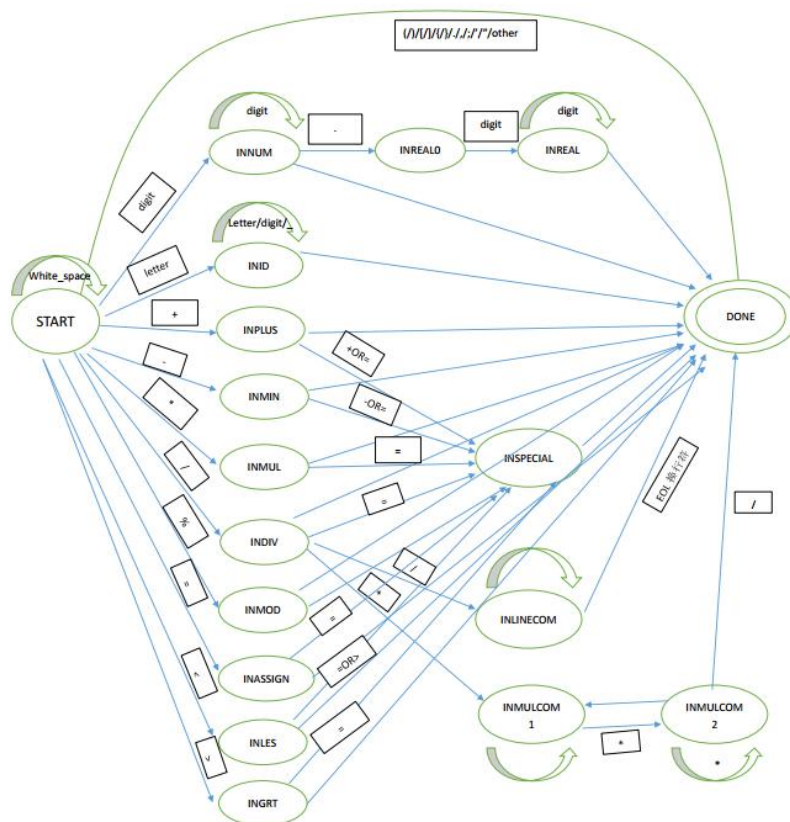 (/)/[/]/{/}/./,/;/'/"/other
digit
.
digit
digit
INNUM
INREAL0
INREAL
digit
Letter/digit/_
letter
INID
White_space
START
+
INPLUS
DONE
+OR=
-
INMIN
-OR=
*
INMUL
=
INSPECIAL
EOL 换行符
/
/
=
%
INDIV
/
*
=
INMOD
=
INLINECOM
=OR>
<
INASSIGN
INMULCOM
1
INMULCOM
2
=
INLES
*
>
*
INGRT